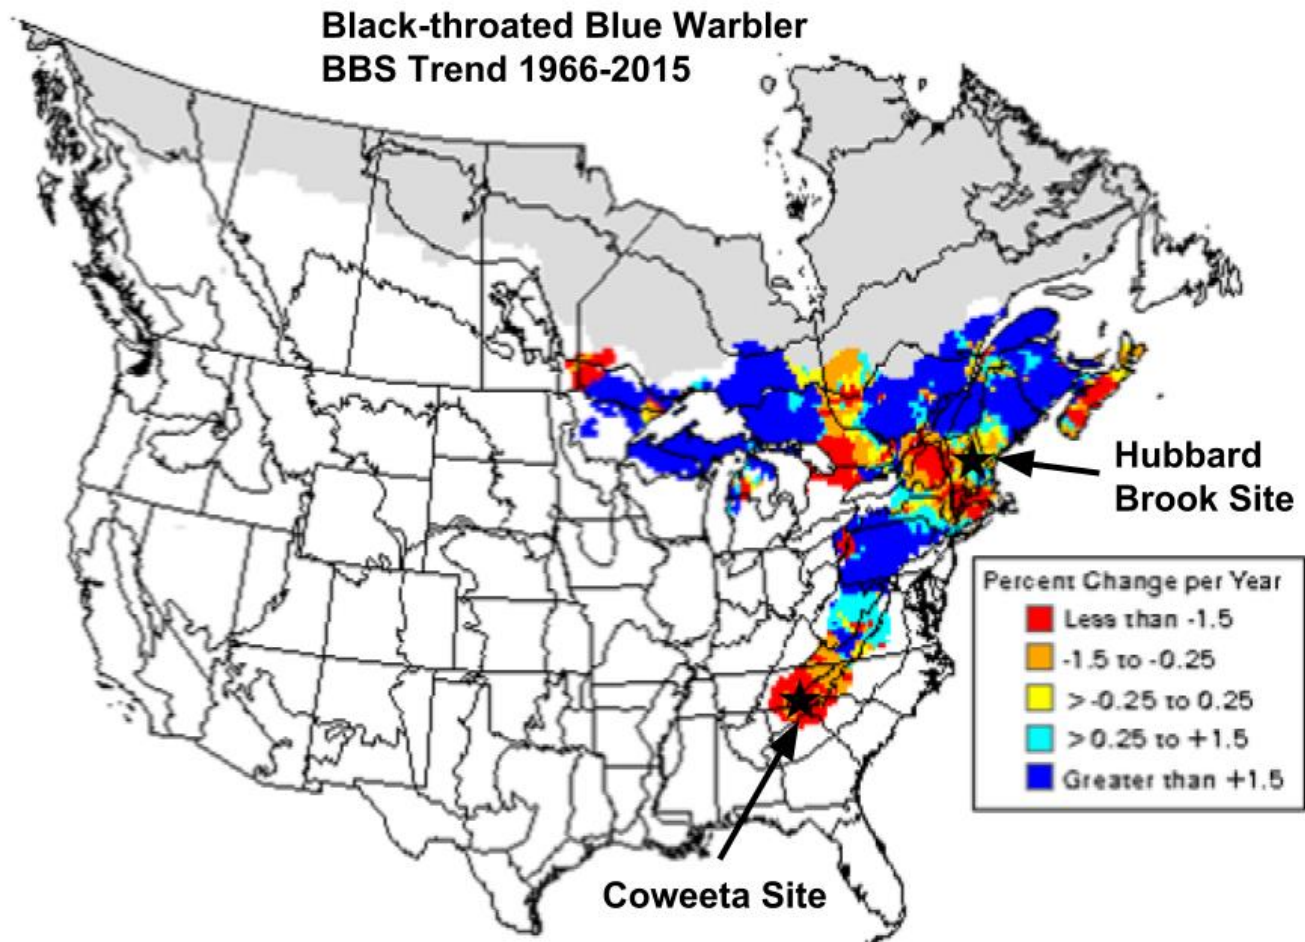 Black-throated Blue Warbler
BBS Trend 1966-2015
Hubbard
Brook Site
Percent Change per Year
Less than -1.5
-1.5 to -0.25
> -0.25 to 0.25
> 0.25 to +1.5
Greater than +1.5
Coweeta Site